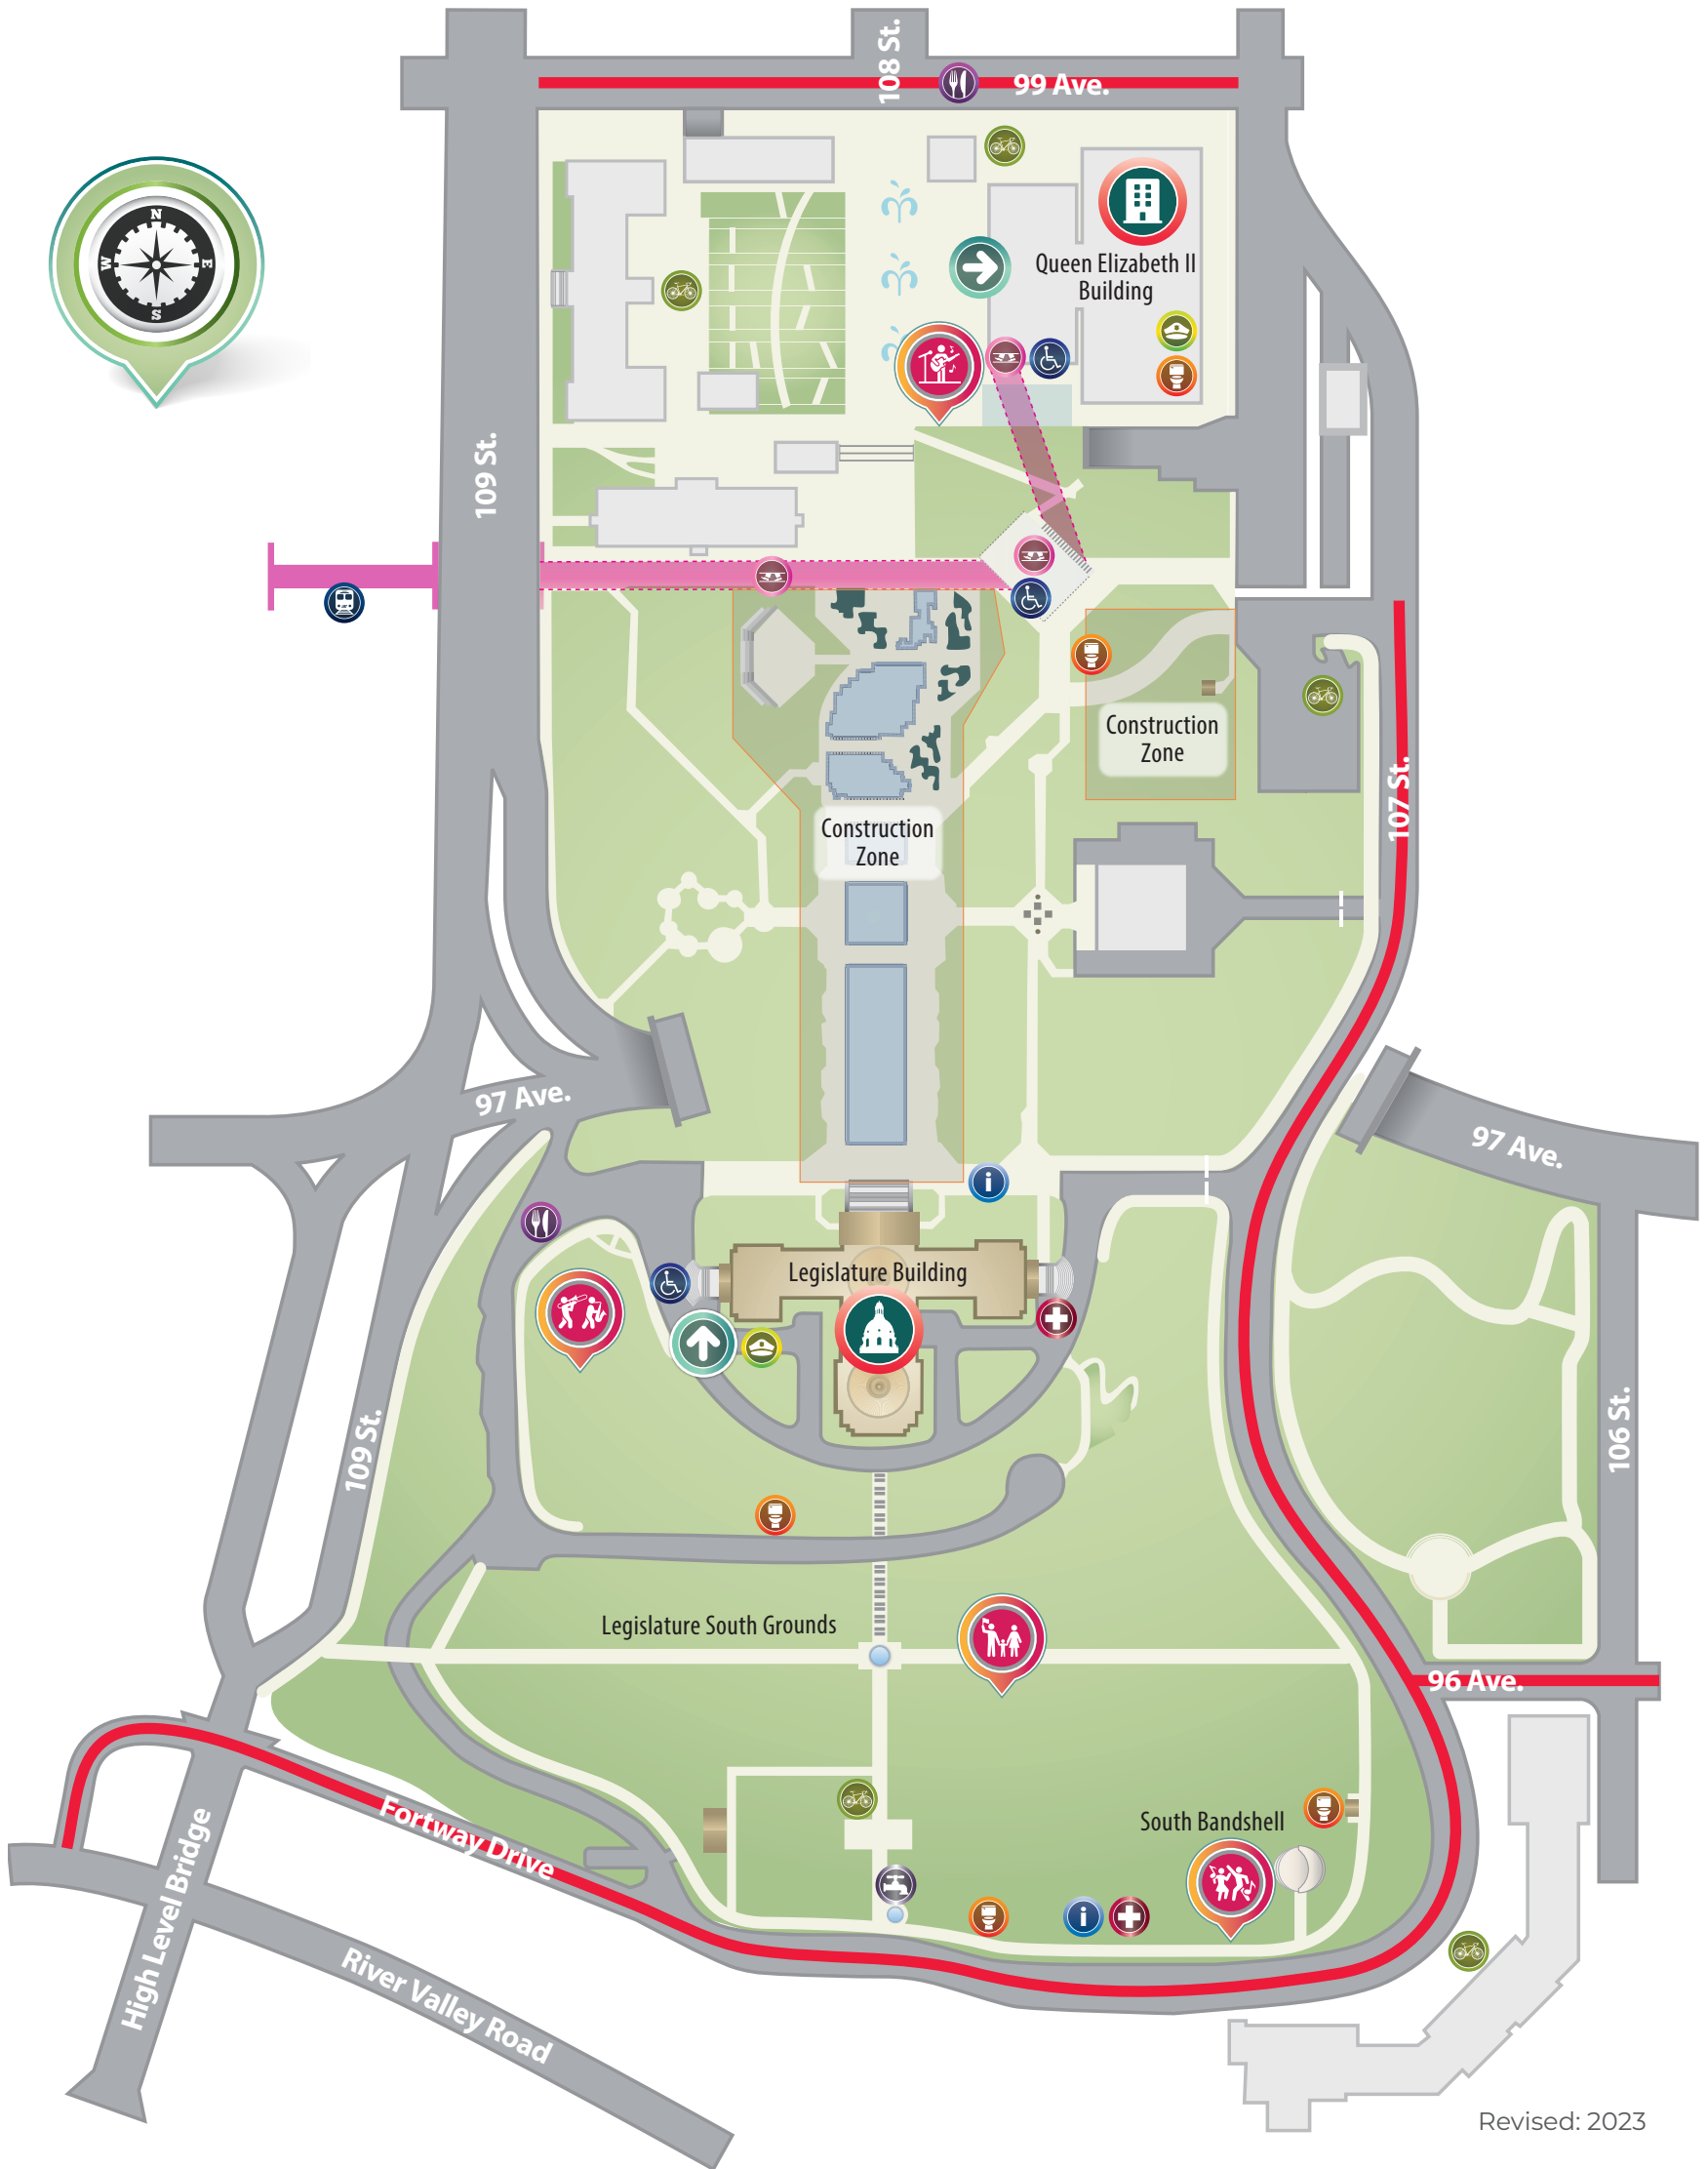 108 St.
99 Ave.
N
W
E
S
Queen Elizabeth II
Building
109 St.
Construction
Zone
107 St.
Construction
Zone
97 Ave.
97 Ave.
i
Legislature Building
109 St.
106 St.
Legislature South Grounds
96 Ave.
Fortway Drive
South Bandshell
High Level Bridge
i
River Valley Road
Revised: 2023